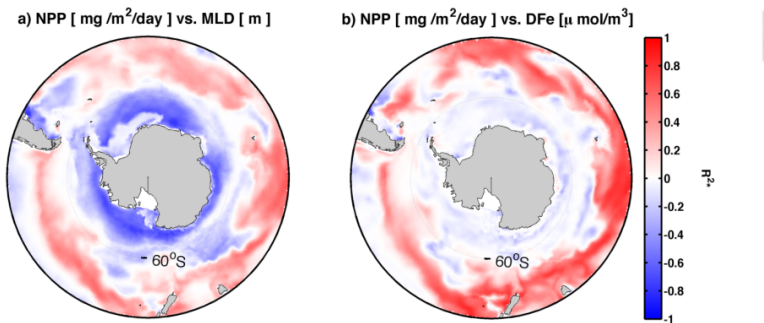 a) NPP [ mg /m²/day ] vs. MLD [ m ]
b) NPP [ mg /m²/day ] vs. DFe [μ mol/m³]
60°S
60°S
1
0.8
0.6
0.4
0.2
0
-0.2
-0.4
-0.6
-0.8
-1
R²*